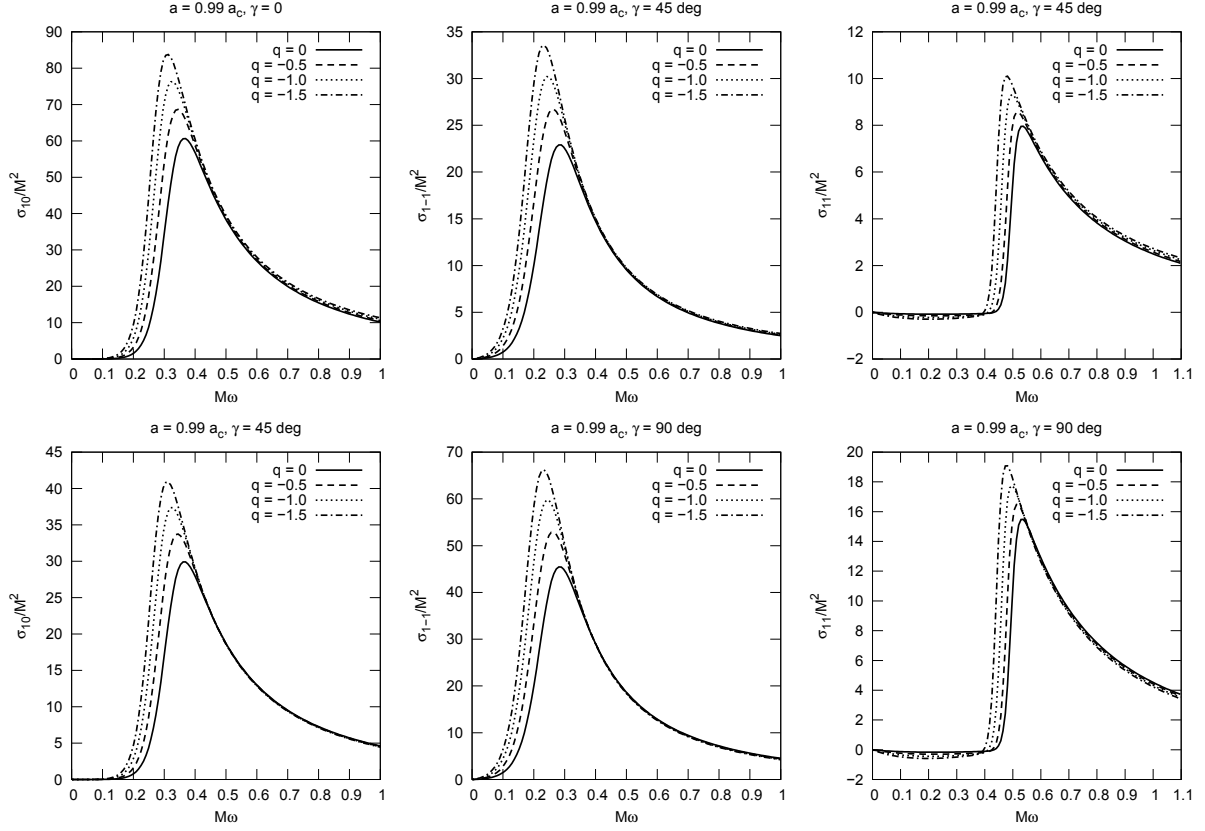 a = 0.99 a_c, γ = 0
σ₁₀/M²
90
80
70
60
50
40
30
20
10
0
q = 0
q = −0.5
q = −1.0
q = −1.5
0 0.1 0.2 0.3 0.4 0.5 0.6 0.7 0.8 0.9 1
Mω
a = 0.99 a_c, γ = 45 deg
σ₁₋₁/M²
35
30
25
20
15
10
5
0
q = 0
q = −0.5
q = −1.0
q = −1.5
0 0.1 0.2 0.3 0.4 0.5 0.6 0.7 0.8 0.9 1
Mω
a = 0.99 a_c, γ = 45 deg
σ₁₁/M²
12
10
8
6
4
2
0
−2
q = 0
q = −0.5
q = −1.0
q = −1.5
0 0.1 0.2 0.3 0.4 0.5 0.6 0.7 0.8 0.9 1 1.1
Mω
a = 0.99 a_c, γ = 45 deg
σ₁₀/M²
45
40
35
30
25
20
15
10
5
0
q = 0
q = −0.5
q = −1.0
q = −1.5
0 0.1 0.2 0.3 0.4 0.5 0.6 0.7 0.8 0.9 1
Mω
a = 0.99 a_c, γ = 90 deg
σ₁₋₁/M²
70
60
50
40
30
20
10
0
q = 0
q = −0.5
q = −1.0
q = −1.5
0 0.1 0.2 0.3 0.4 0.5 0.6 0.7 0.8 0.9 1
Mω
a = 0.99 a_c, γ = 90 deg
σ₁₁/M²
20
18
16
14
12
10
8
6
4
2
0
−2
q = 0
q = −0.5
q = −1.0
q = −1.5
0 0.1 0.2 0.3 0.4 0.5 0.6 0.7 0.8 0.9 1 1.1
Mω